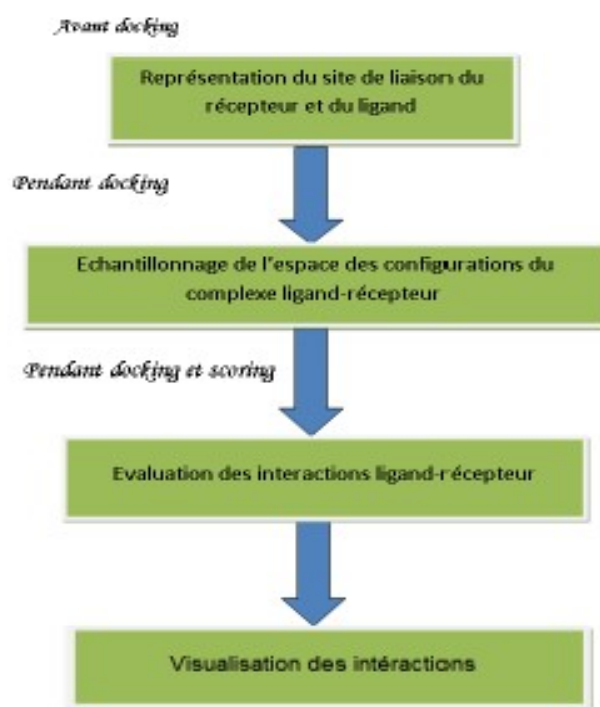 Avant docking
Représentation du site de liaison du
récepteur et du ligand
Pendant docking
Echantillonnage de l'espace des configurations du
complexe ligand-récepteur
Pendant docking et scoring
Evaluation des interactions ligand-récepteur
Visualisation des intéractions